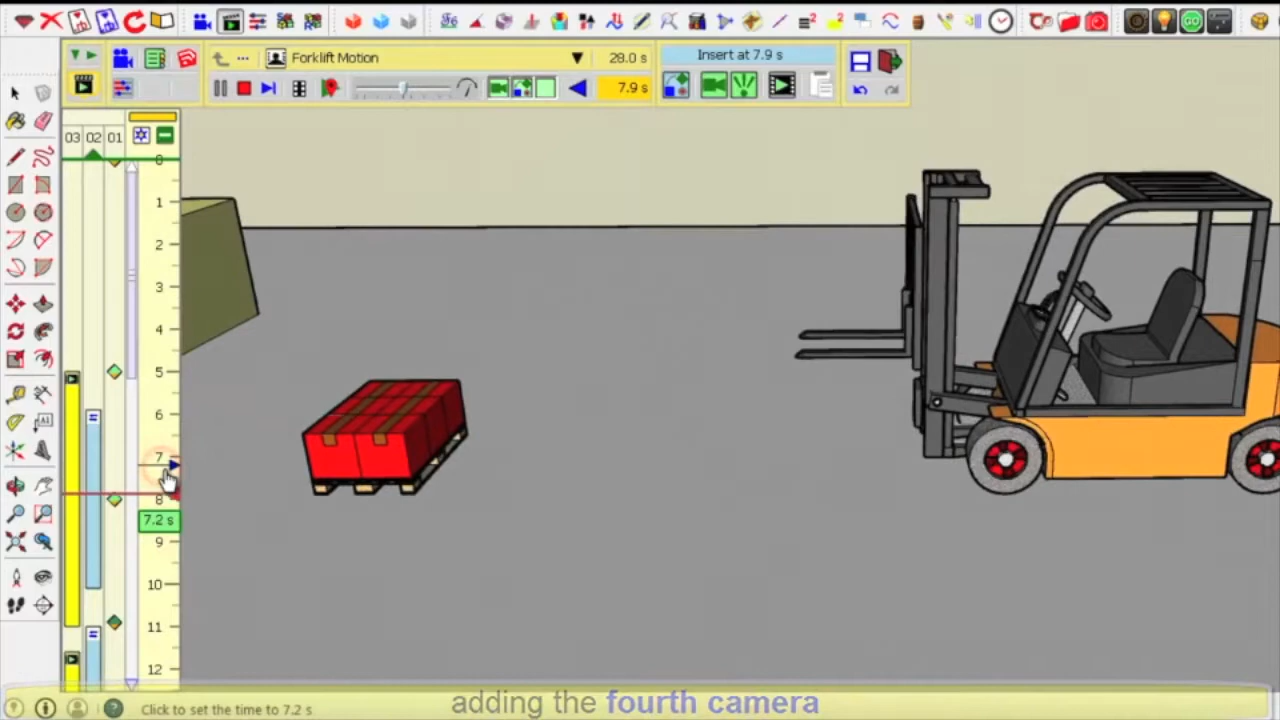 Forklift Motion
28.0 s
Insert at 7.9 s
7.9 s
03 02 01
0
1
2
3
4
5
6
7
8
7.2 s
9
10
11
12
Click to set the time to 7.2 s
adding the fourth camera